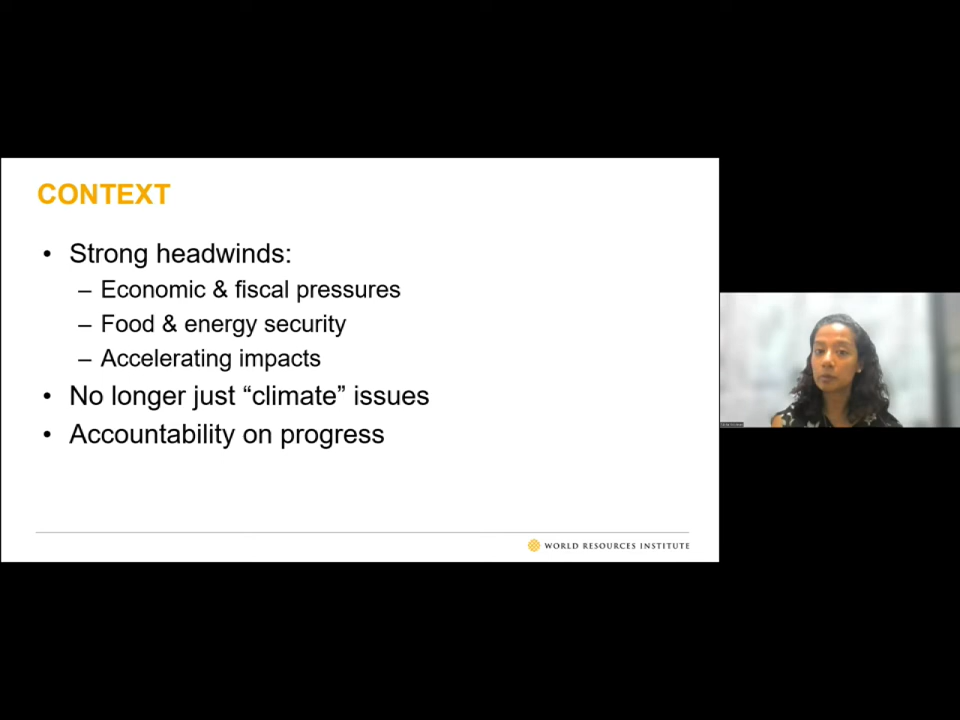 CONTEXT
• Strong headwinds:
– Economic & fiscal pressures
– Food & energy security
– Accelerating impacts
• No longer just “climate” issues
• Accountability on progress
WORLD RESOURCES INSTITUTE